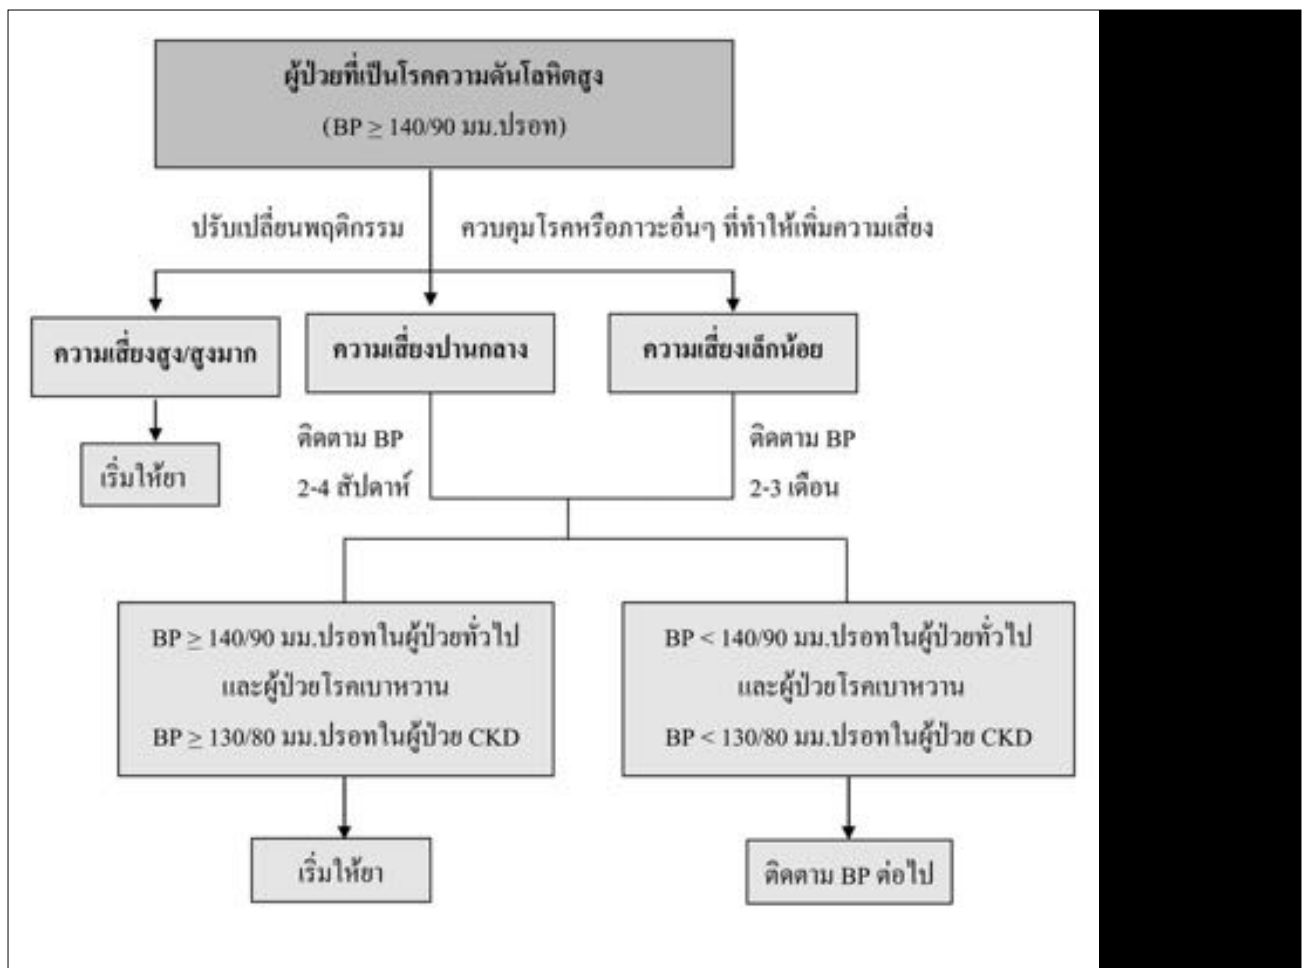 ผู้ป่วยที่เป็นโรคความดันโลหิตสูง
(BP ≥ 140/90 มม.ปรอท)
ปรับเปลี่ยนพฤติกรรม
ควบคุมโรคหรือภาวะอื่นๆ ที่ทำให้เพิ่มความเสี่ยง
ความเสี่ยงสูง/สูงมาก
ความเสี่ยงปานกลาง
ความเสี่ยงเล็กน้อย
เริ่มให้ยา
ติดตาม BP
2-4 สัปดาห์
ติดตาม BP
2-3 เดือน
BP ≥ 140/90 มม.ปรอทในผู้ป่วยทั่วไป
และผู้ป่วยโรคเบาหวาน
BP ≥ 130/80 มม.ปรอทในผู้ป่วย CKD
BP < 140/90 มม.ปรอทในผู้ป่วยทั่วไป
และผู้ป่วยโรคเบาหวาน
BP < 130/80 มม.ปรอทในผู้ป่วย CKD
เริ่มให้ยา
ติดตาม BP ต่อไป